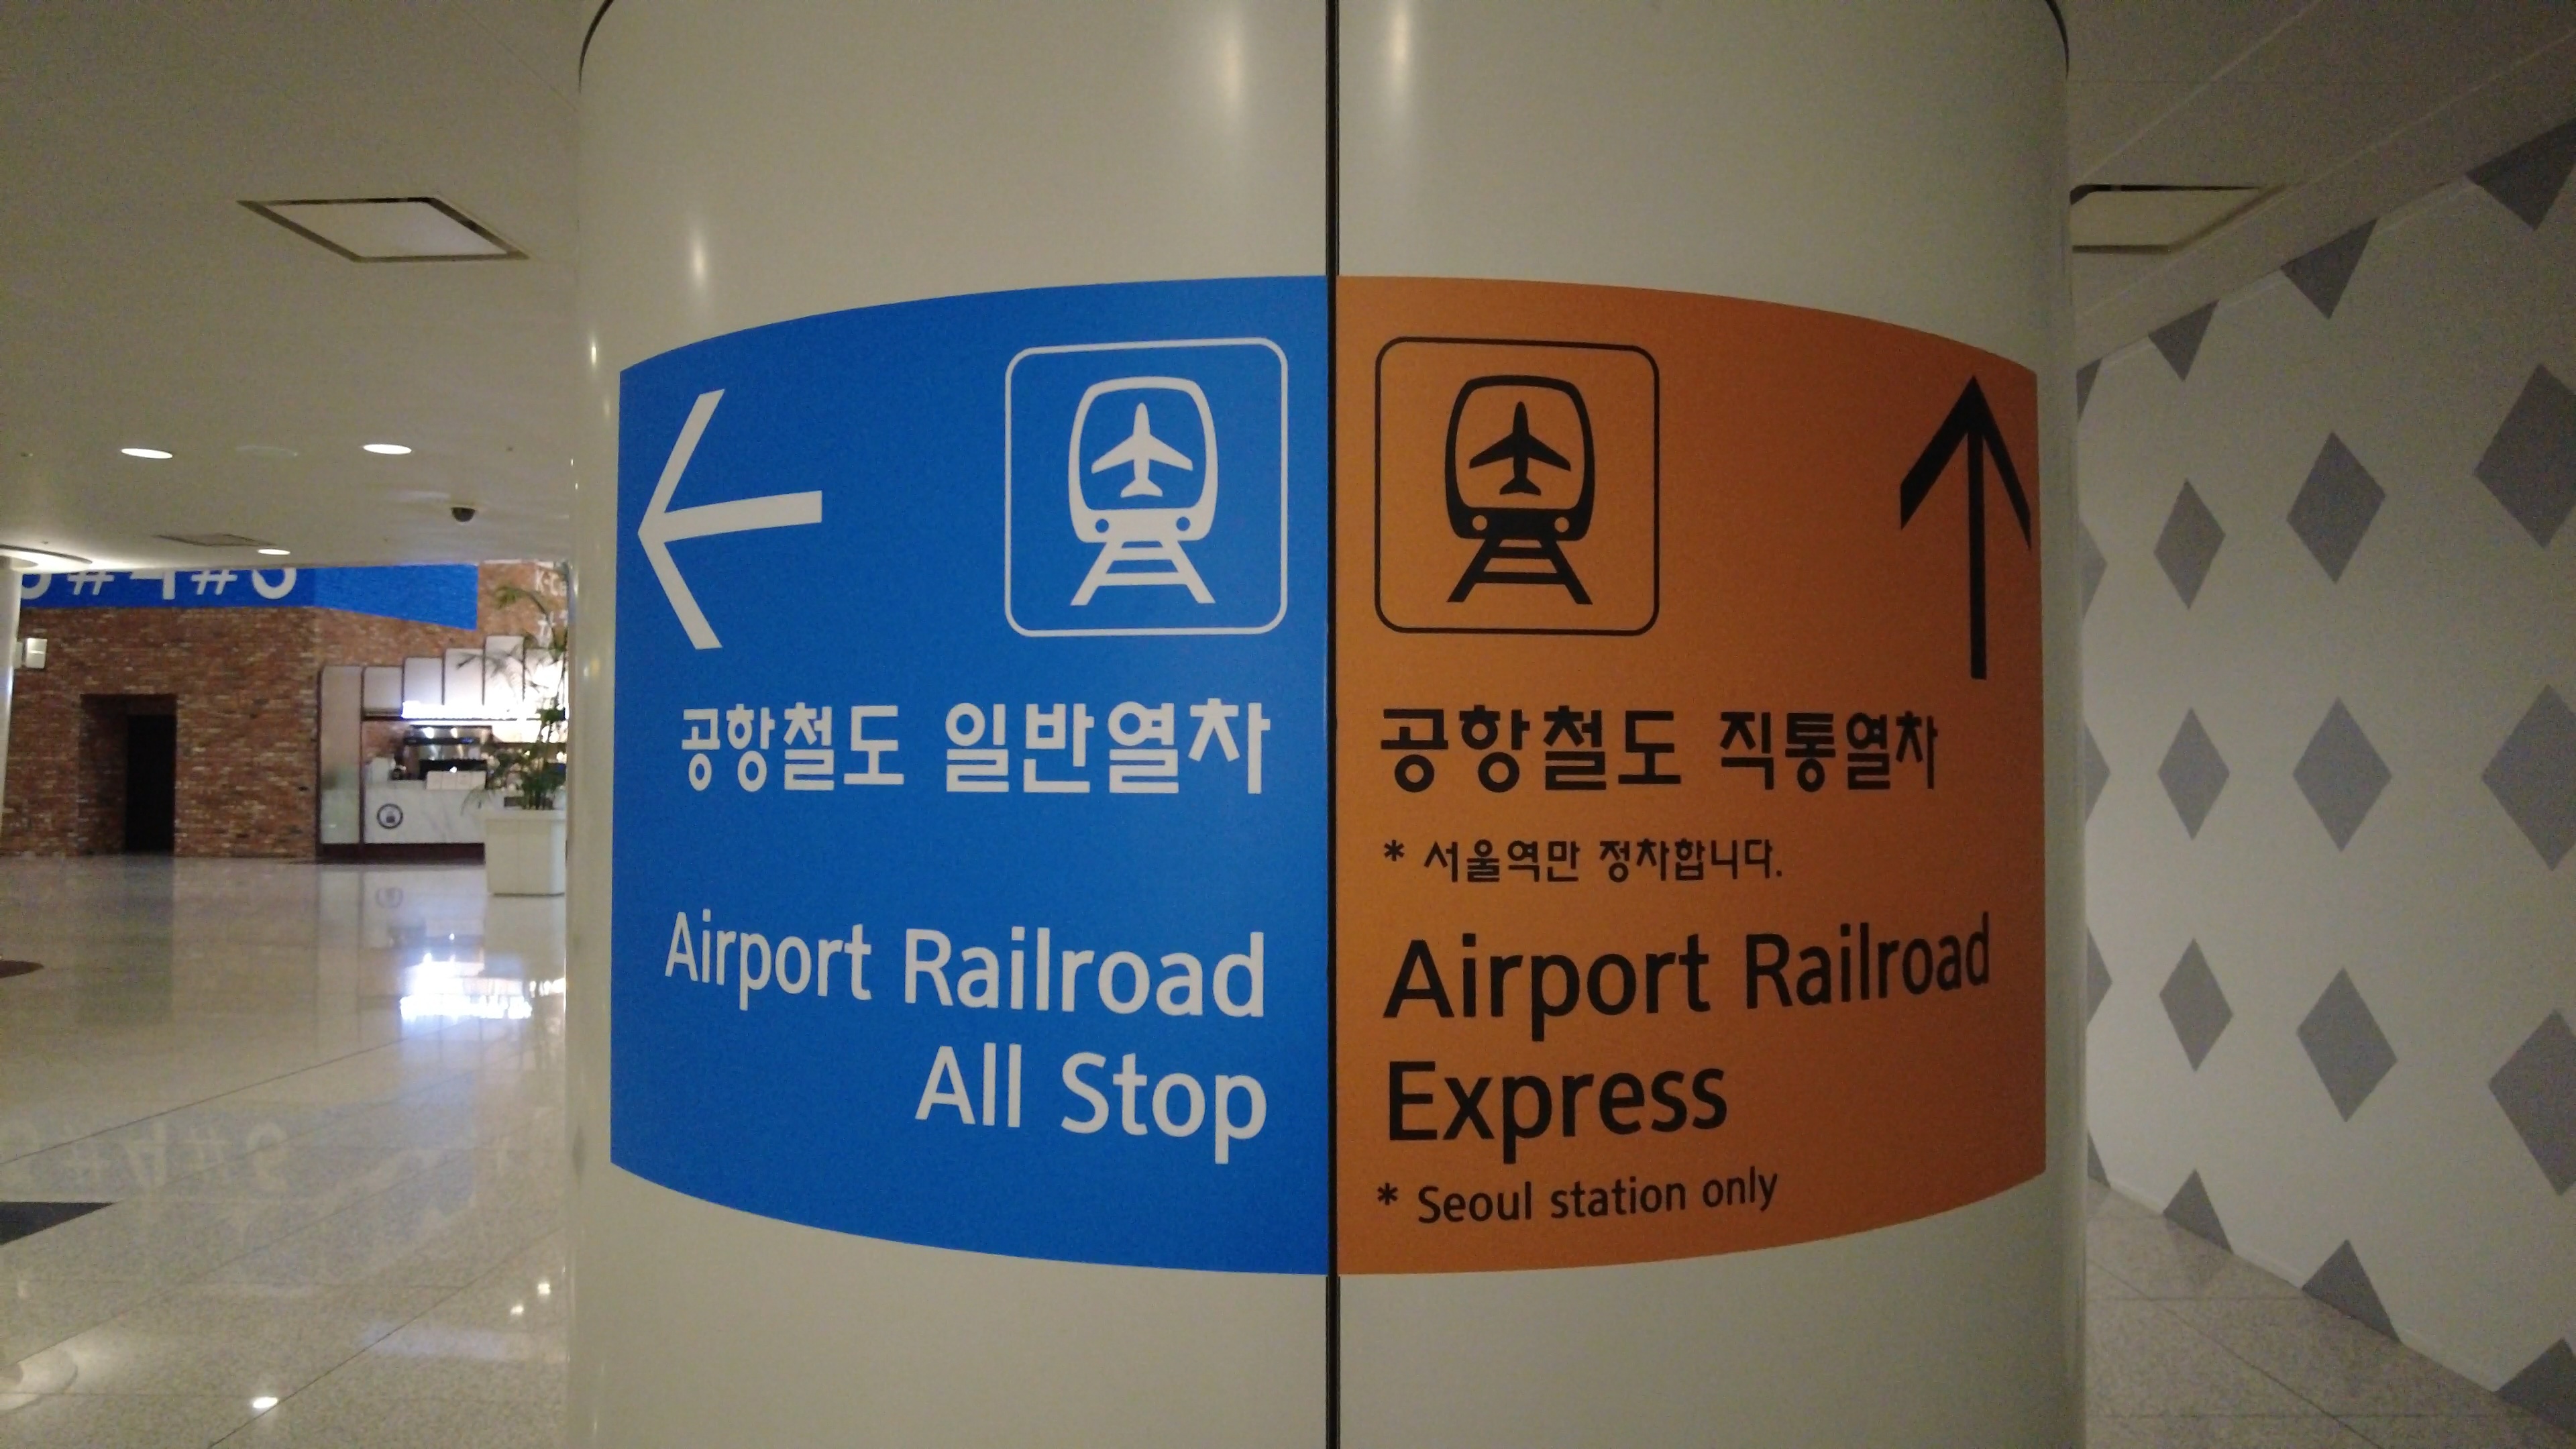 공항철도 일반열차
Airport Railroad
All Stop
공항철도 직통열차
* 서울역만 정차합니다.
Airport Railroad
Express
* Seoul station only